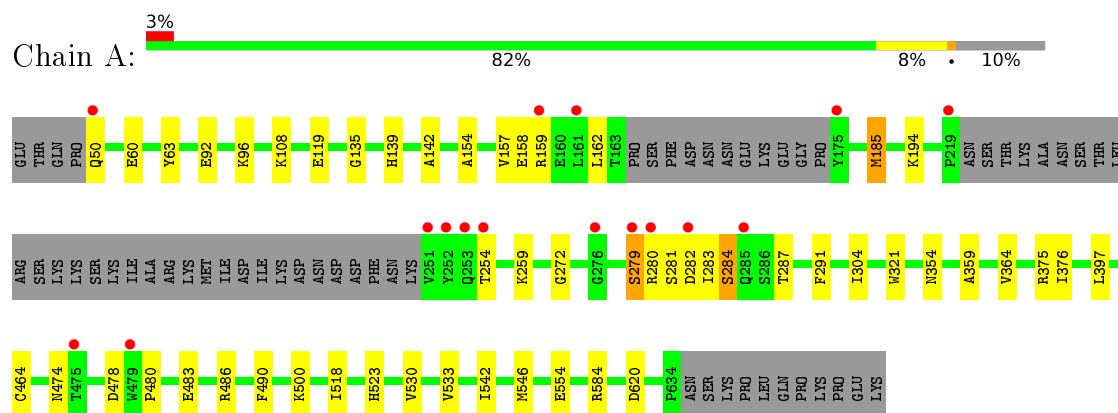 3%
Chain A:
82% 8% • 10%
GLU THR GLN PRO Q50 E60 Y63 E92 K96 K108 E119 G135 H139 A142 A154 V157 E158 R159 E160 L161 L162 T163 PRO SER PHE ASP ASN ASN GLU LYS GLU GLY PRO Y175 M185 K194 P219 ASN SER THR LYS ALA ASN SER THR LEU
ARG SER LYS LYS SER LYS ILE ALA ARG LYS MET ILE ASP ILE LYS ASP ASN ASP ASP PHE ASN LYS V251 Y252 Q253 T254 K259 G272 G276 S279 R280 S281 D282 I283 S284 Q285 S286 T287 F291 I304 W321 N354 A359 V364 R375 I376 L397
C464 N474 T475 D478 W479 P480 E483 R486 F490 K500 I518 H523 V530 V533 I542 M546 E554 R584 D620 P634 ASN SER LYS PRO LEU GLN PRO LYS PRO GLU LYS